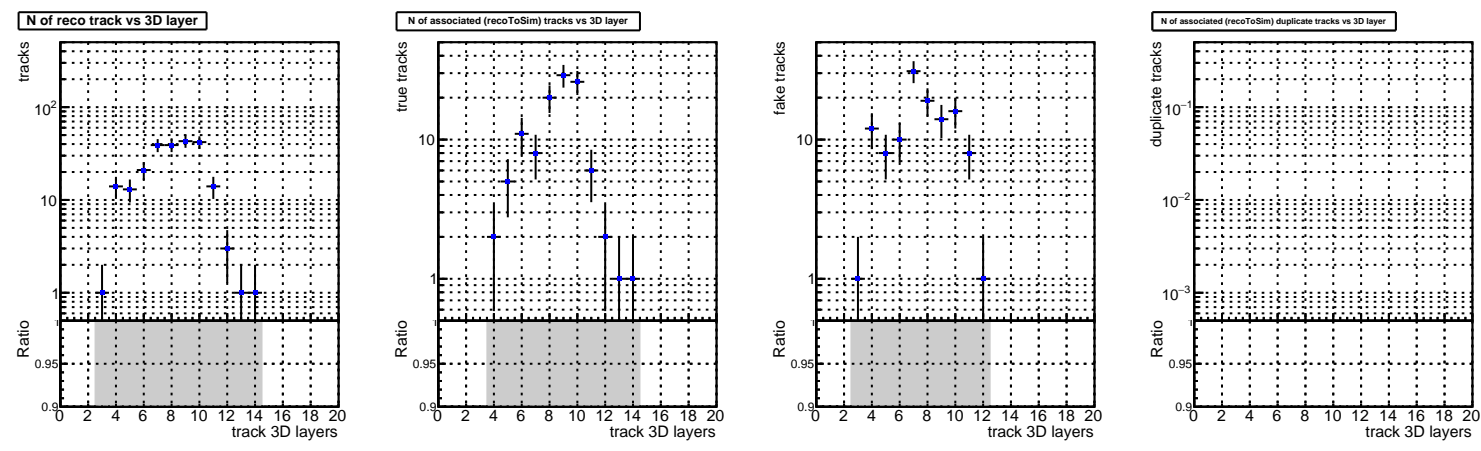 N of reco track vs 3D layer
tracks
10²
10
1
Ratio
0.95
0.9
0 2 4 6 8 10 12 14 16 18 20
track 3D layers
N of associated (recoToSim) tracks vs 3D layer
true tracks
10
1
Ratio
0.95
0.9
0 2 4 6 8 10 12 14 16 18 20
track 3D layers
fake tracks
10
1
Ratio
0.95
0.9
0 2 4 6 8 10 12 14 16 18 20
track 3D layers
N of associated (recoToSim) duplicate tracks vs 3D layer
duplicate tracks
10⁻¹
10⁻²
10⁻³
Ratio
0.95
0.9
0 2 4 6 8 10 12 14 16 18 20
track 3D layers